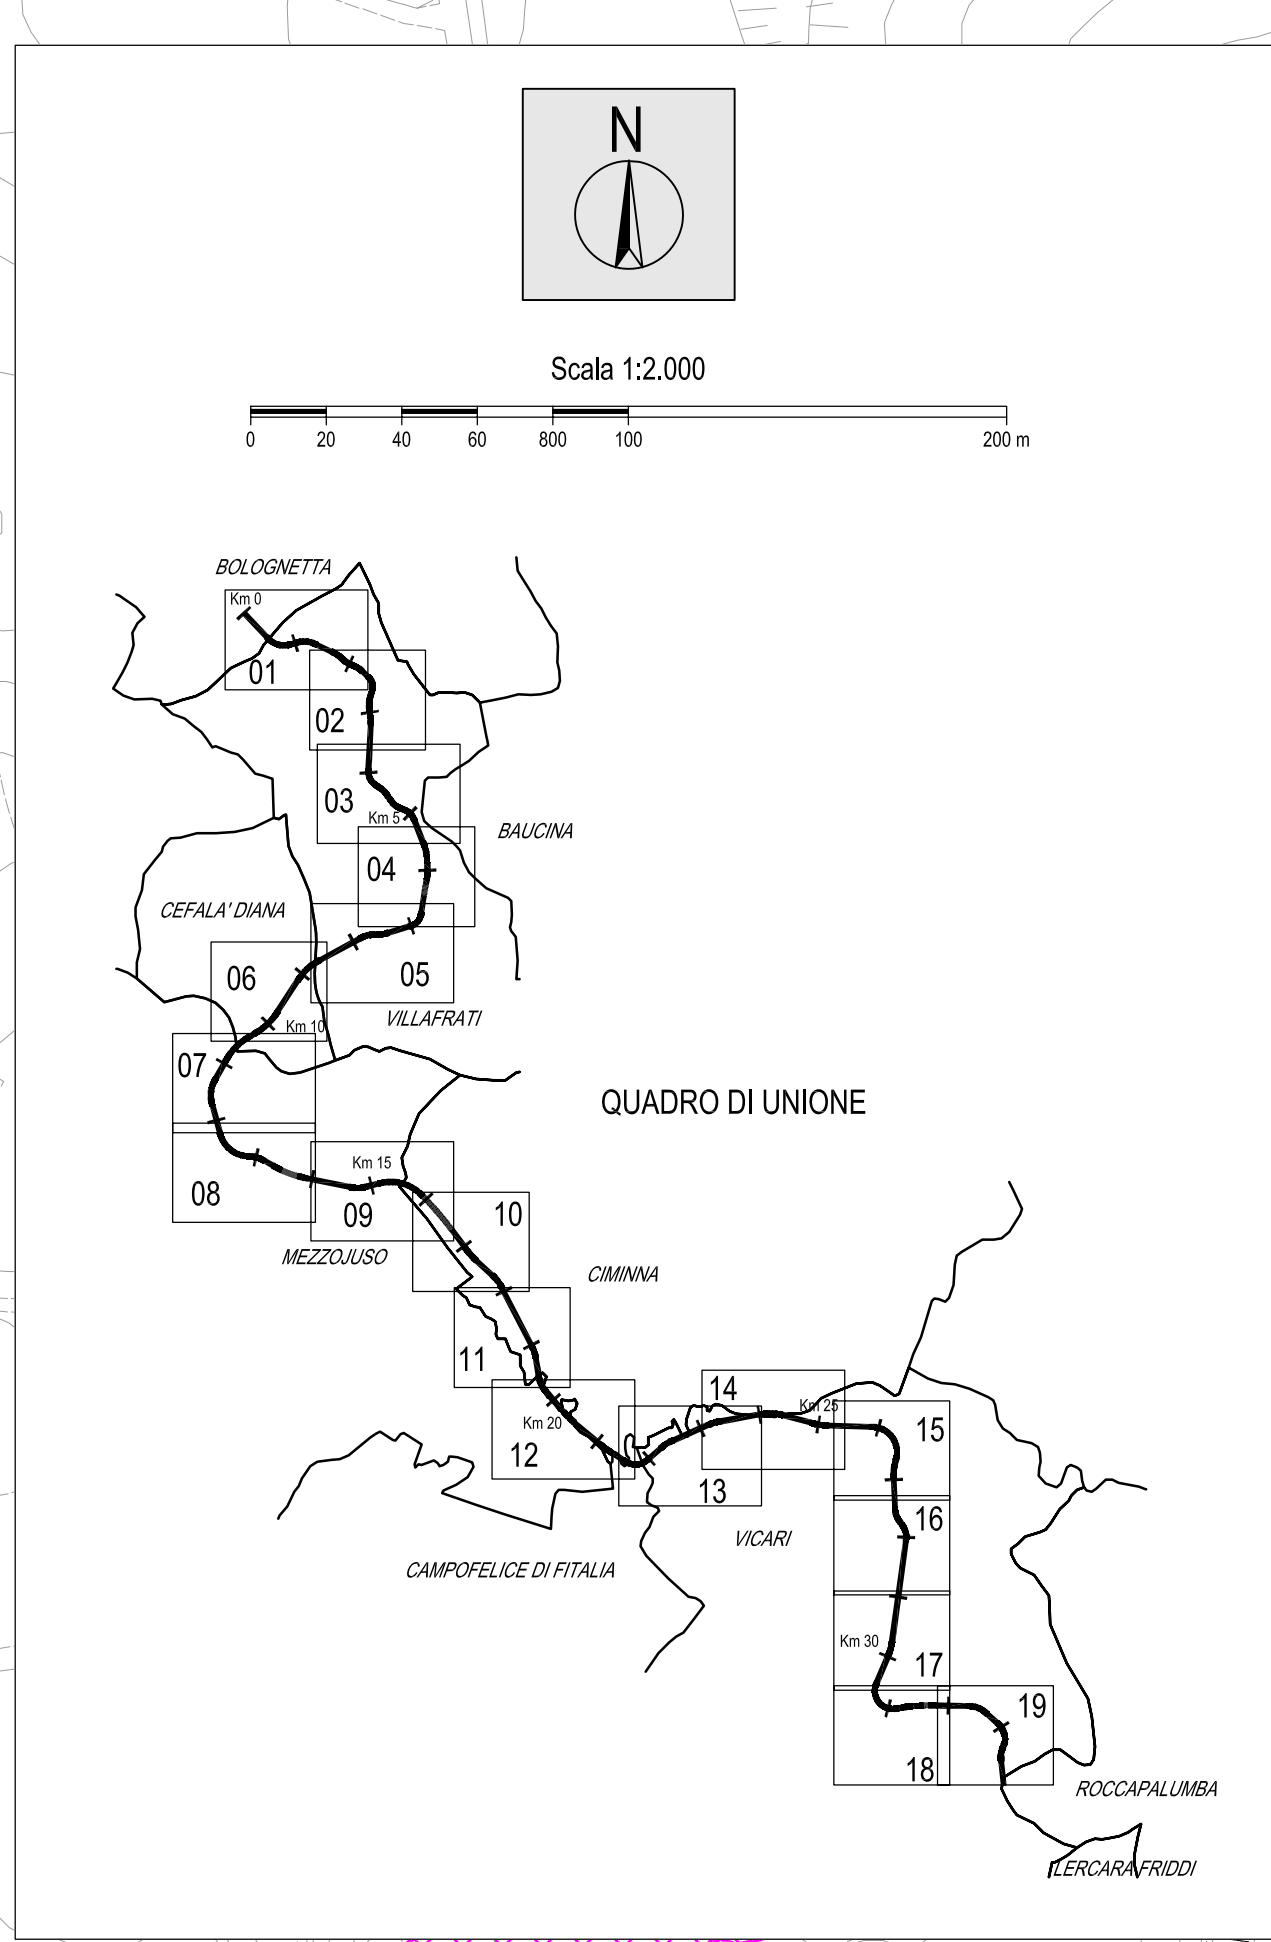 N
Scala 1:2.000
0 20 40 60 800 100 200 m
BOLOGNETTA
Km 0
01
02
03
Km 5
BAUCINA
04
CEFALA' DIANA
05
06
VILLAFRATI
Km 10
07
QUADRO DI UNIONE
Km 15
08
09
10
MEZZOJUSO
CIMINNA
11
14
Km 20
Km 25
12
15
13
16
VICARI
CAMPOFELICE DI FITALIA
Km 30
17
19
18
ROCCAPALUMBA
LERCARA FRIDDI